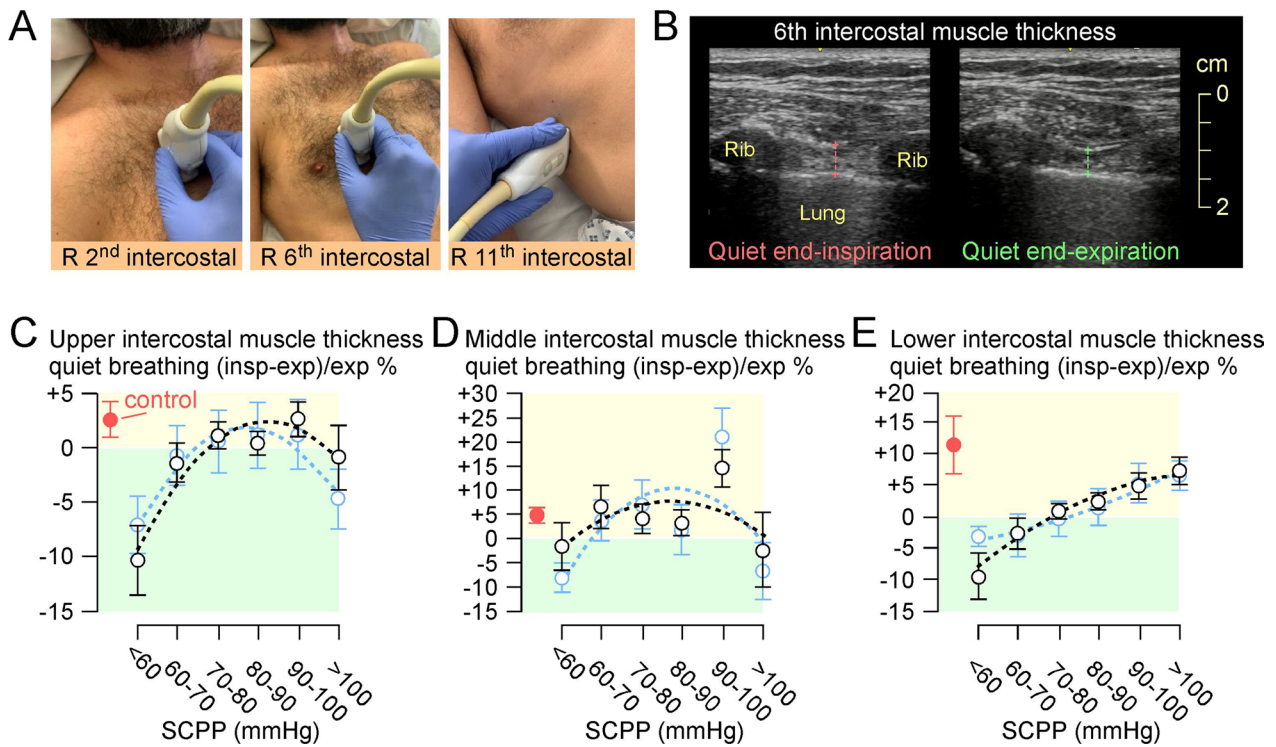 A
R 2nd intercostal
R 6th intercostal
R 11th intercostal
B
6th intercostal muscle thickness
cm
0
2
Rib
Rib
Lung
Quiet end-inspiration
Quiet end-expiration
C
Upper intercostal muscle thickness
quiet breathing (insp-exp)/exp %
+5
0
-5
-10
-15
control
<60
60-70
70-80
80-90
90-100
>100
SCPP (mmHg)
D
Middle intercostal muscle thickness
quiet breathing (insp-exp)/exp %
+30
+25
+20
+15
+10
+5
0
-5
-10
-15
<60
60-70
70-80
80-90
90-100
>100
SCPP (mmHg)
E
Lower intercostal muscle thickness
quiet breathing (insp-exp)/exp %
+20
+15
+10
+5
0
-5
-10
-15
<60
60-70
70-80
80-90
90-100
>100
SCPP (mmHg)